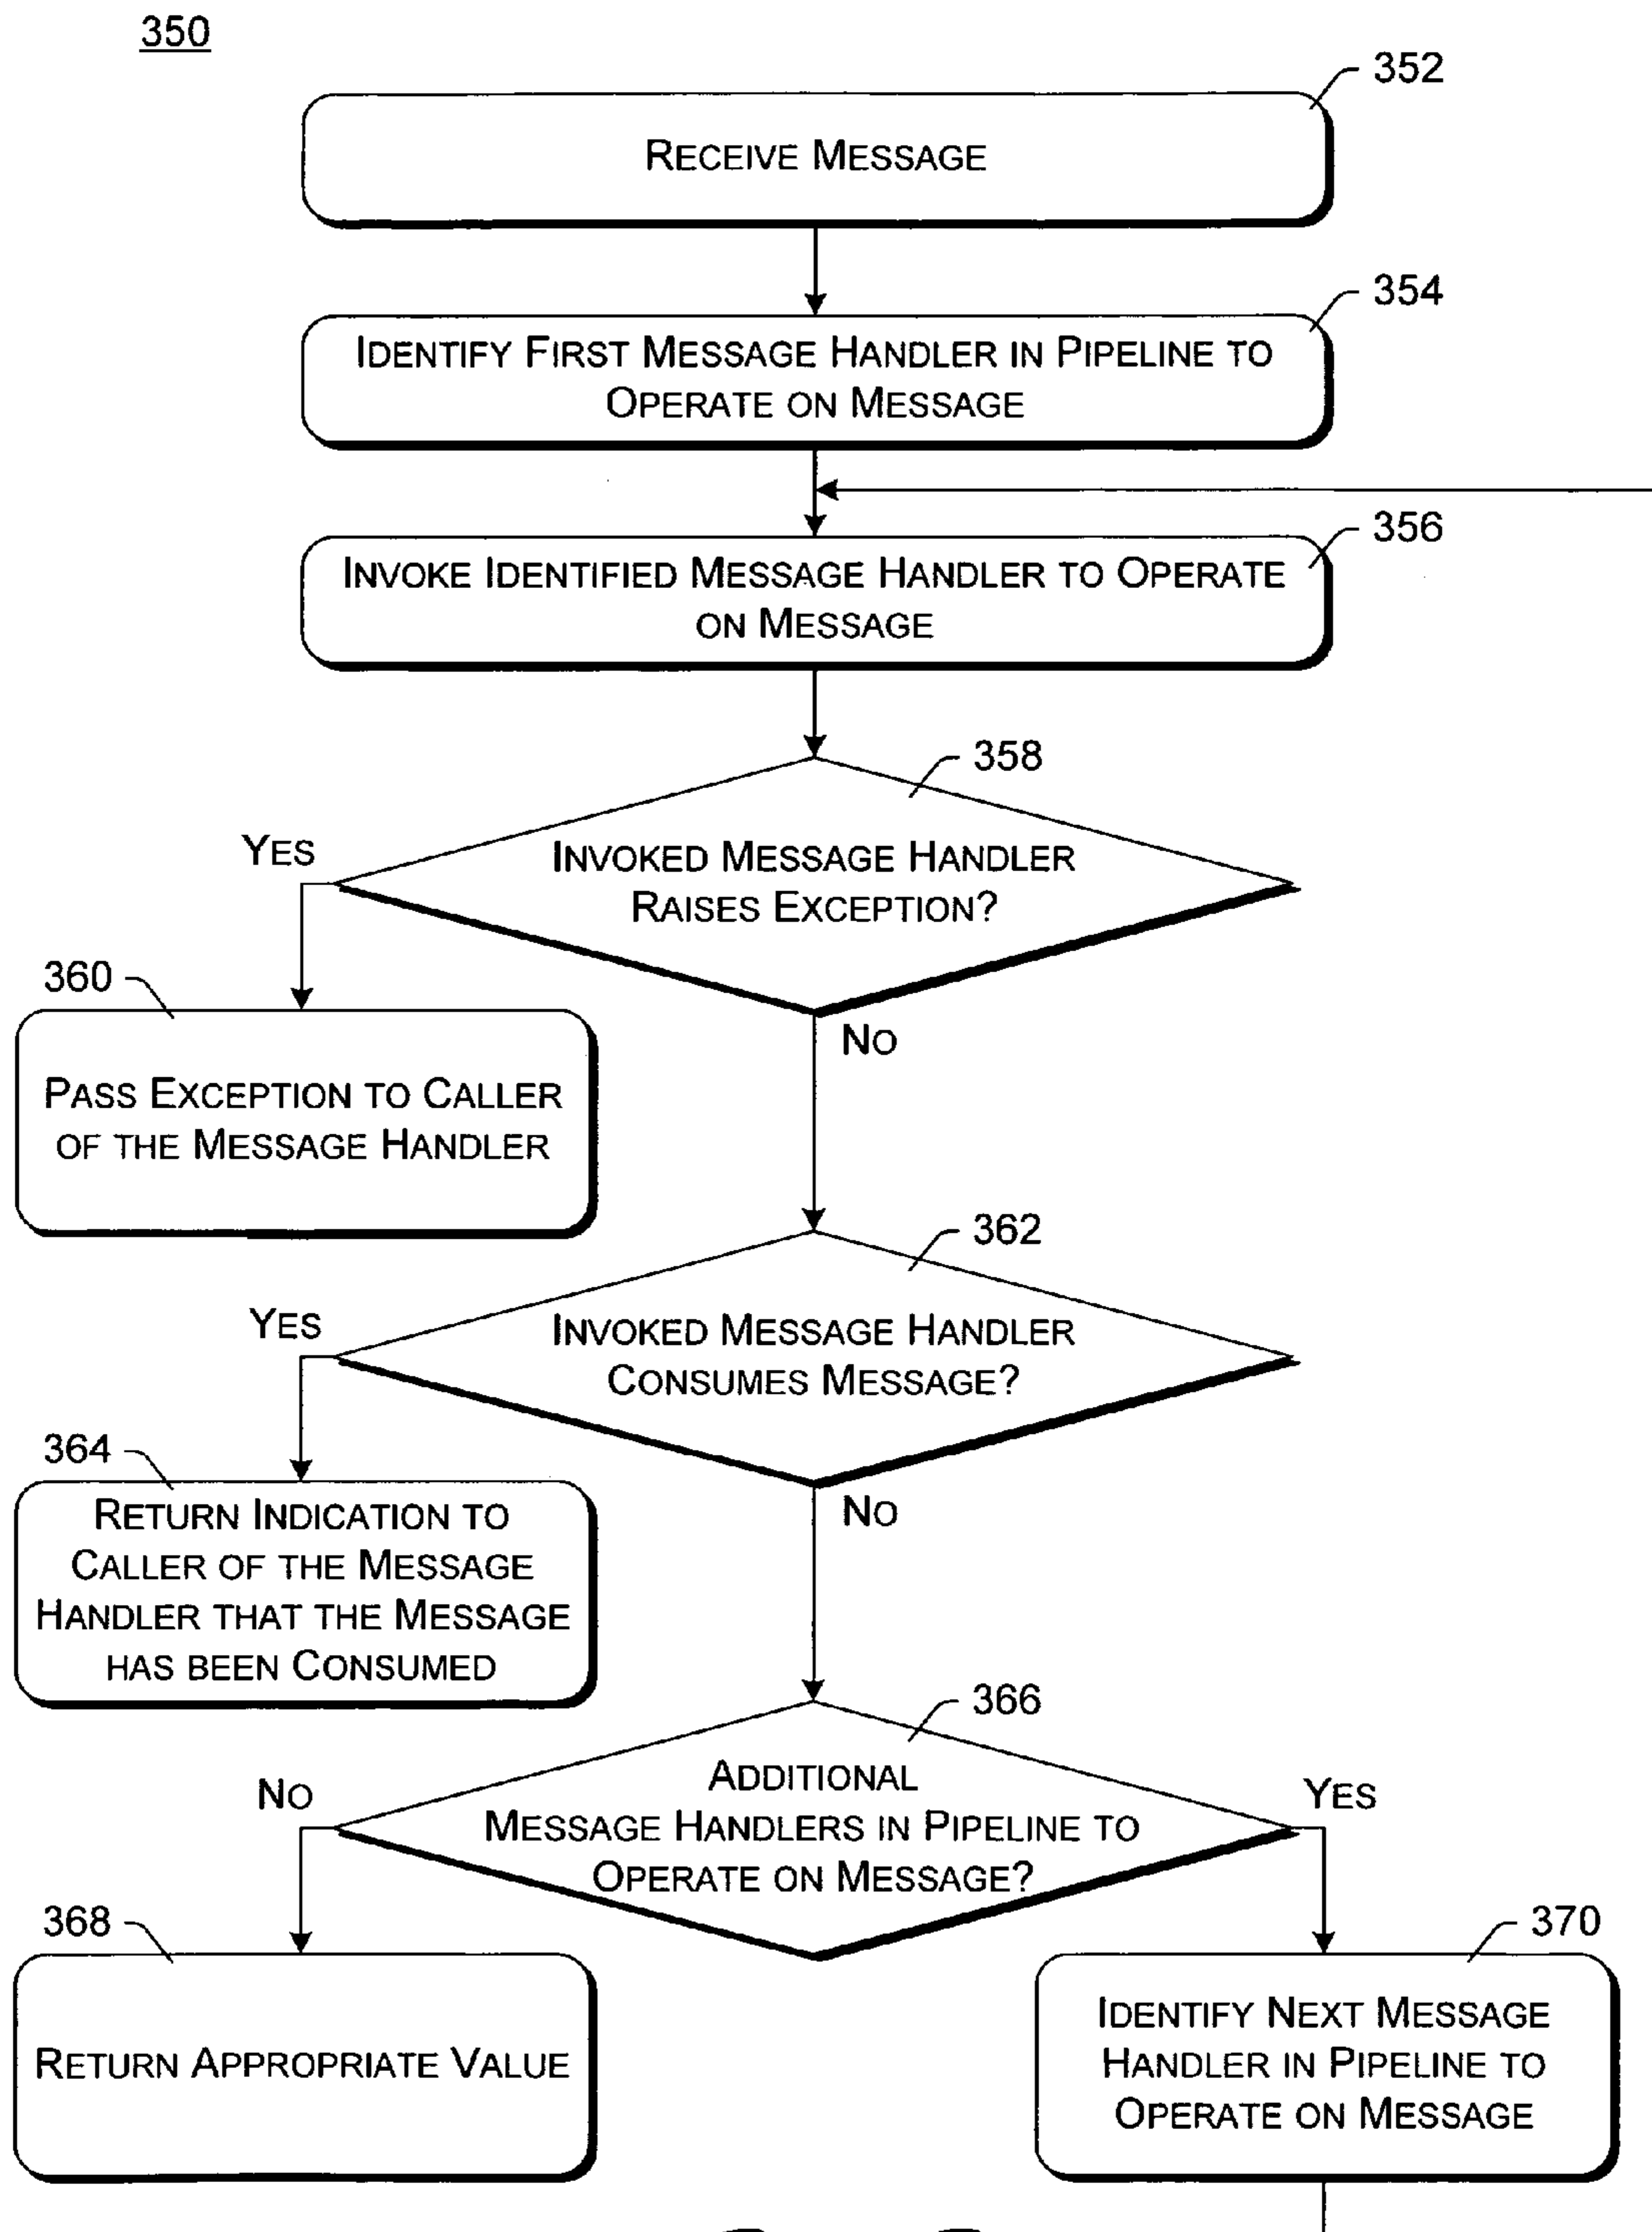 350
352
RECEIVE MESSAGE
354
IDENTIFY FIRST MESSAGE HANDLER IN PIPELINE TO
OPERATE ON MESSAGE
356
INVOKE IDENTIFIED MESSAGE HANDLER TO OPERATE
ON MESSAGE
358
YES
INVOKED MESSAGE HANDLER
RAISES EXCEPTION?
360
NO
PASS EXCEPTION TO CALLER
OF THE MESSAGE HANDLER
362
YES
INVOKED MESSAGE HANDLER
CONSUMES MESSAGE?
364
NO
RETURN INDICATION TO
CALLER OF THE MESSAGE
HANDLER THAT THE MESSAGE
HAS BEEN CONSUMED
366
NO
ADDITIONAL
MESSAGE HANDLERS IN PIPELINE TO
OPERATE ON MESSAGE?
YES
368
370
RETURN APPROPRIATE VALUE
IDENTIFY NEXT MESSAGE
HANDLER IN PIPELINE TO
OPERATE ON MESSAGE